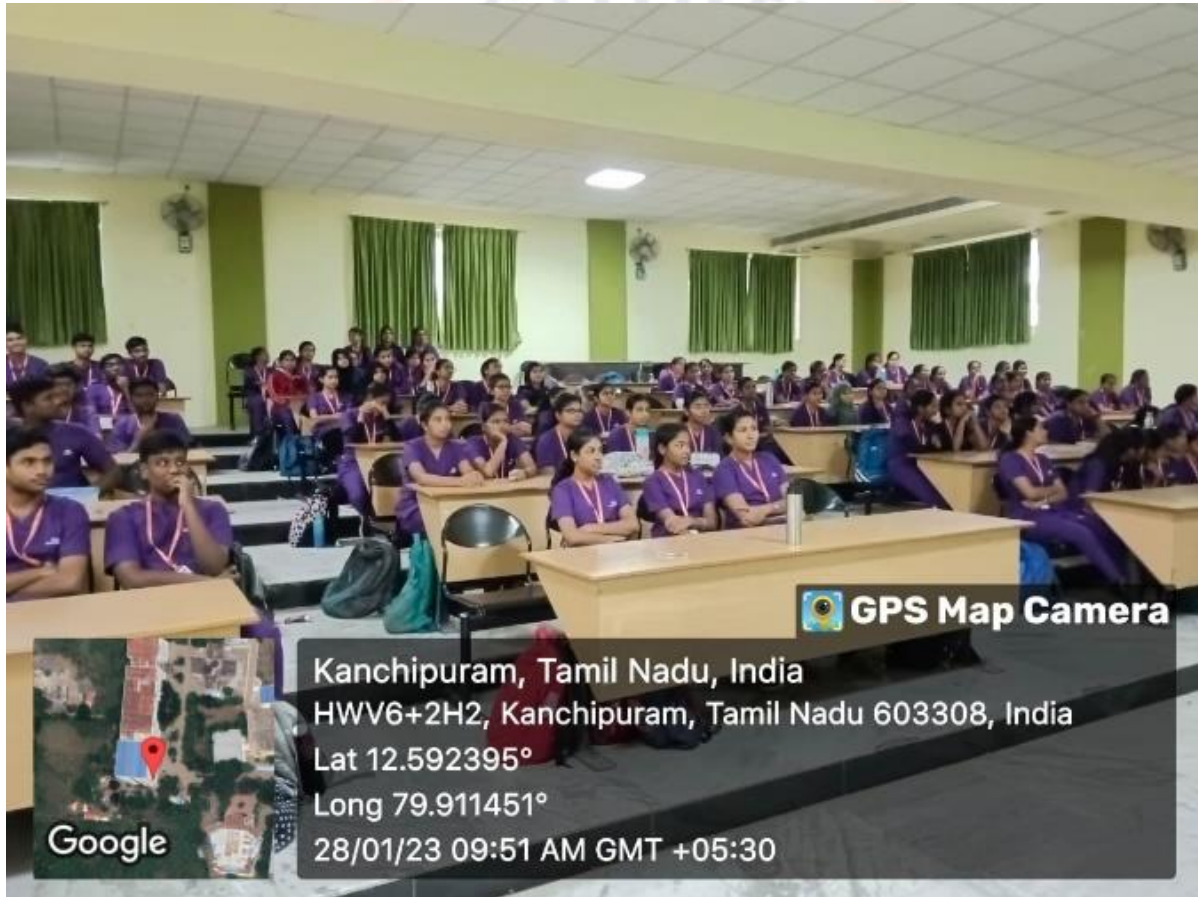 GPS Map Camera
Kanchipuram, Tamil Nadu, India
HWV6+2H2, Kanchipuram, Tamil Nadu 603308, India
Lat 12.592395°
Long 79.911451°
28/01/23 09:51 AM GMT +05:30
Google